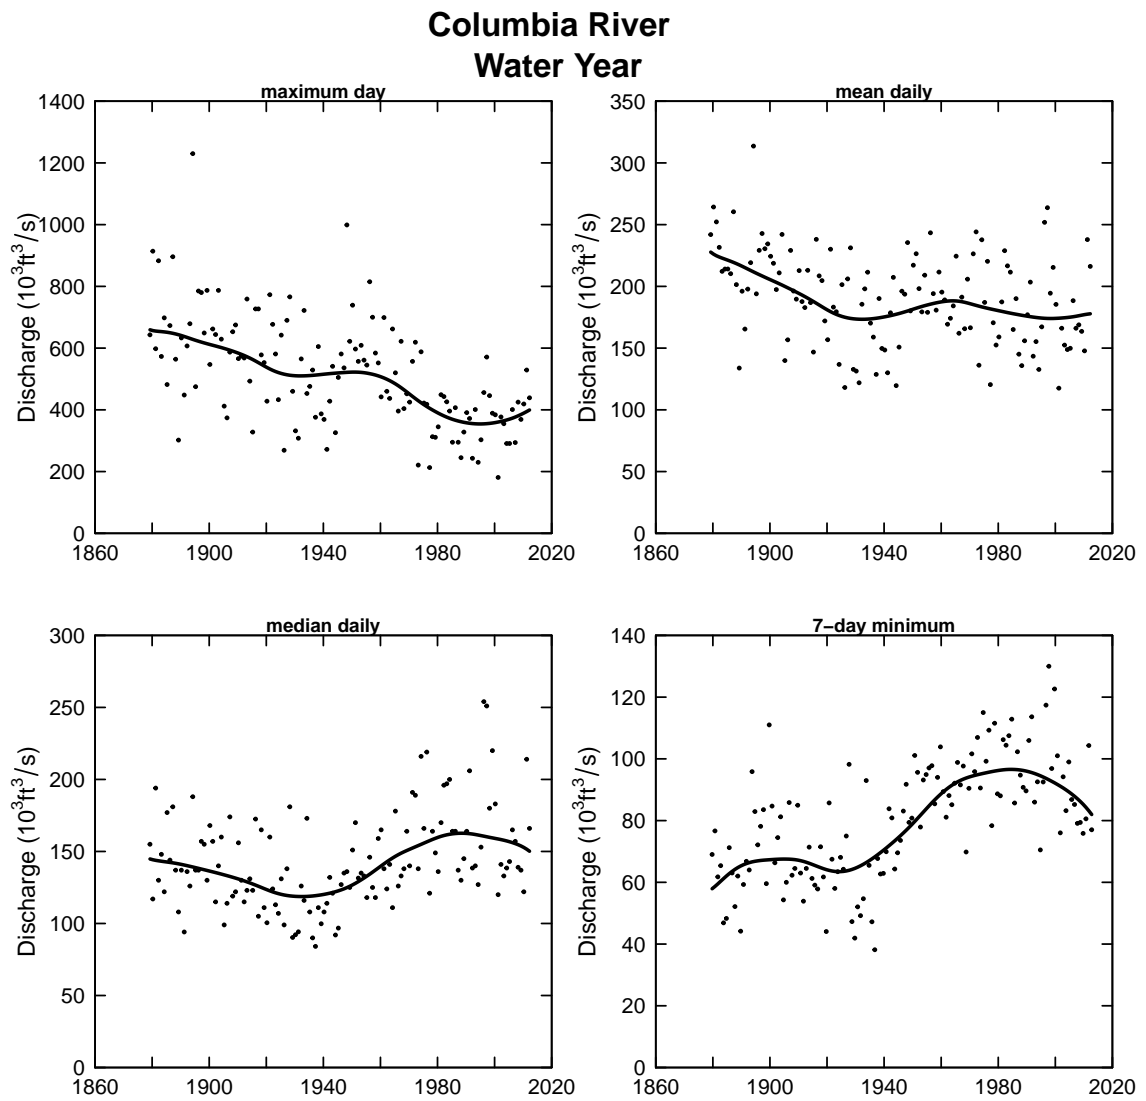 Columbia River
Water Year
maximum day
Discharge (10³ft³/s)
1400
1200
1000
800
600
400
200
0
1860 1900 1940 1980 2020
mean daily
Discharge (10³ft³/s)
350
300
250
200
150
100
50
0
1860 1900 1940 1980 2020
median daily
Discharge (10³ft³/s)
300
250
200
150
100
50
0
1860 1900 1940 1980 2020
7−day minimum
Discharge (10³ft³/s)
140
120
100
80
60
40
20
0
1860 1900 1940 1980 2020